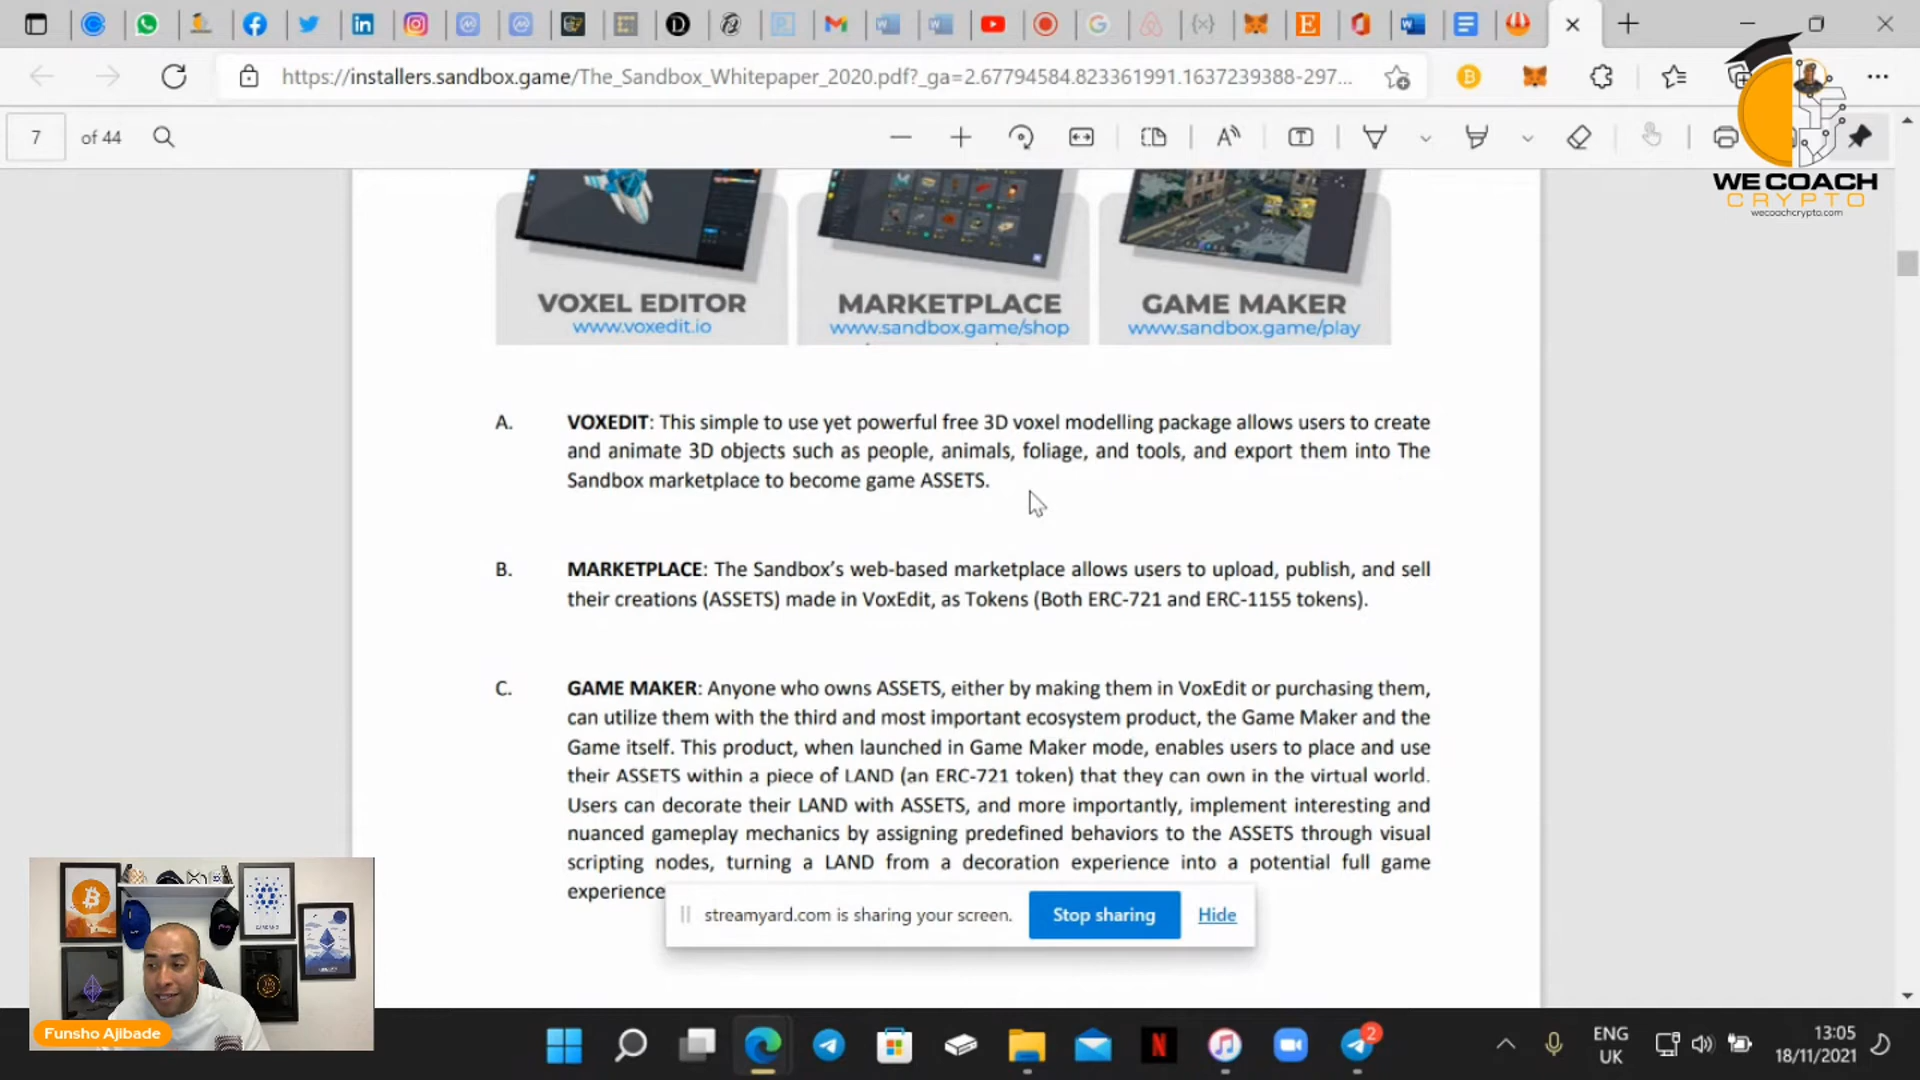 https://installers.sandbox.game/The_Sandbox_Whitepaper_2020.pdf?_ga=2.67794584.823361991.1637239388-297...
7 of 44
WE COACH
CRYPTO
wecoachcrypto.com
VOXEL EDITOR
www.voxedit.io
MARKETPLACE
www.sandbox.game/shop
GAME MAKER
www.sandbox.game/play
A. VOXEDIT: This simple to use yet powerful free 3D voxel modelling package allows users to create
and animate 3D objects such as people, animals, foliage, and tools, and export them into The
Sandbox marketplace to become game ASSETS.
B. MARKETPLACE: The Sandbox's web-based marketplace allows users to upload, publish, and sell
their creations (ASSETS) made in VoxEdit, as Tokens (Both ERC-721 and ERC-1155 tokens).
C. GAME MAKER: Anyone who owns ASSETS, either by making them in VoxEdit or purchasing them,
can utilize them with the third and most important ecosystem product, the Game Maker and the
Game itself. This product, when launched in Game Maker mode, enables users to place and use
their ASSETS within a piece of LAND (an ERC-721 token) that they can own in the virtual world.
Users can decorate their LAND with ASSETS, and more importantly, implement interesting and
nuanced gameplay mechanics by assigning predefined behaviors to the ASSETS through visual
scripting nodes, turning a LAND from a decoration experience into a potential full game
experience
streamyard.com is sharing your screen.
Stop sharing
Hide
Funsho Ajibade
2
ENG
UK
13:05
18/11/2021